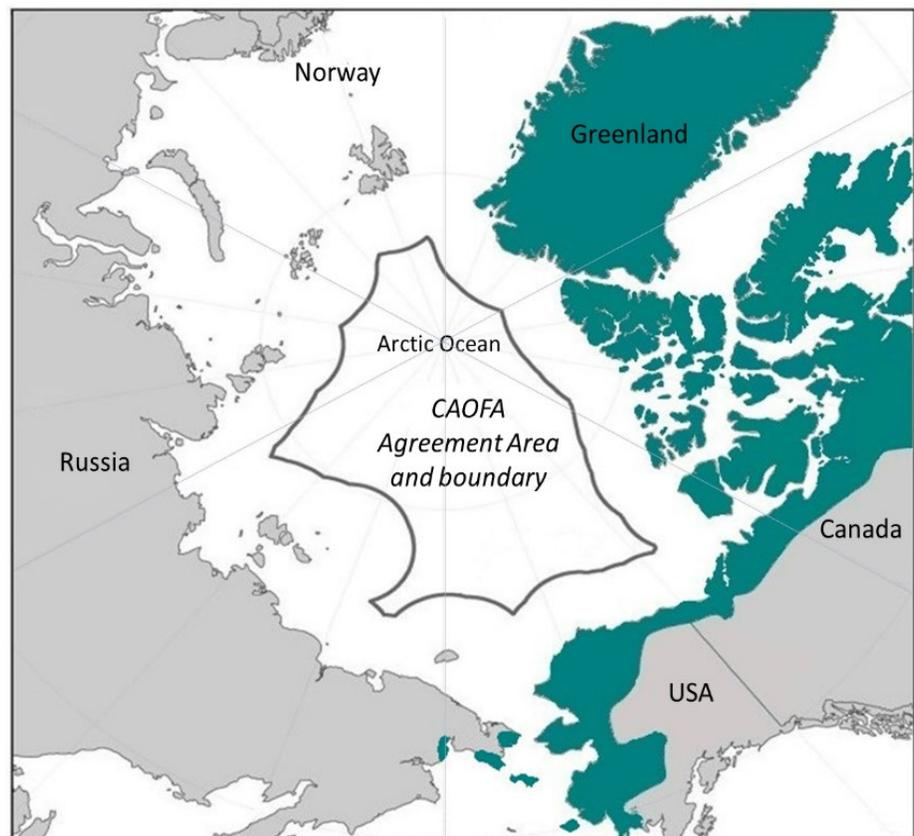 Norway
Greenland
Arctic Ocean
CAOFA
Agreement Area
and boundary
Russia
Canada
USA